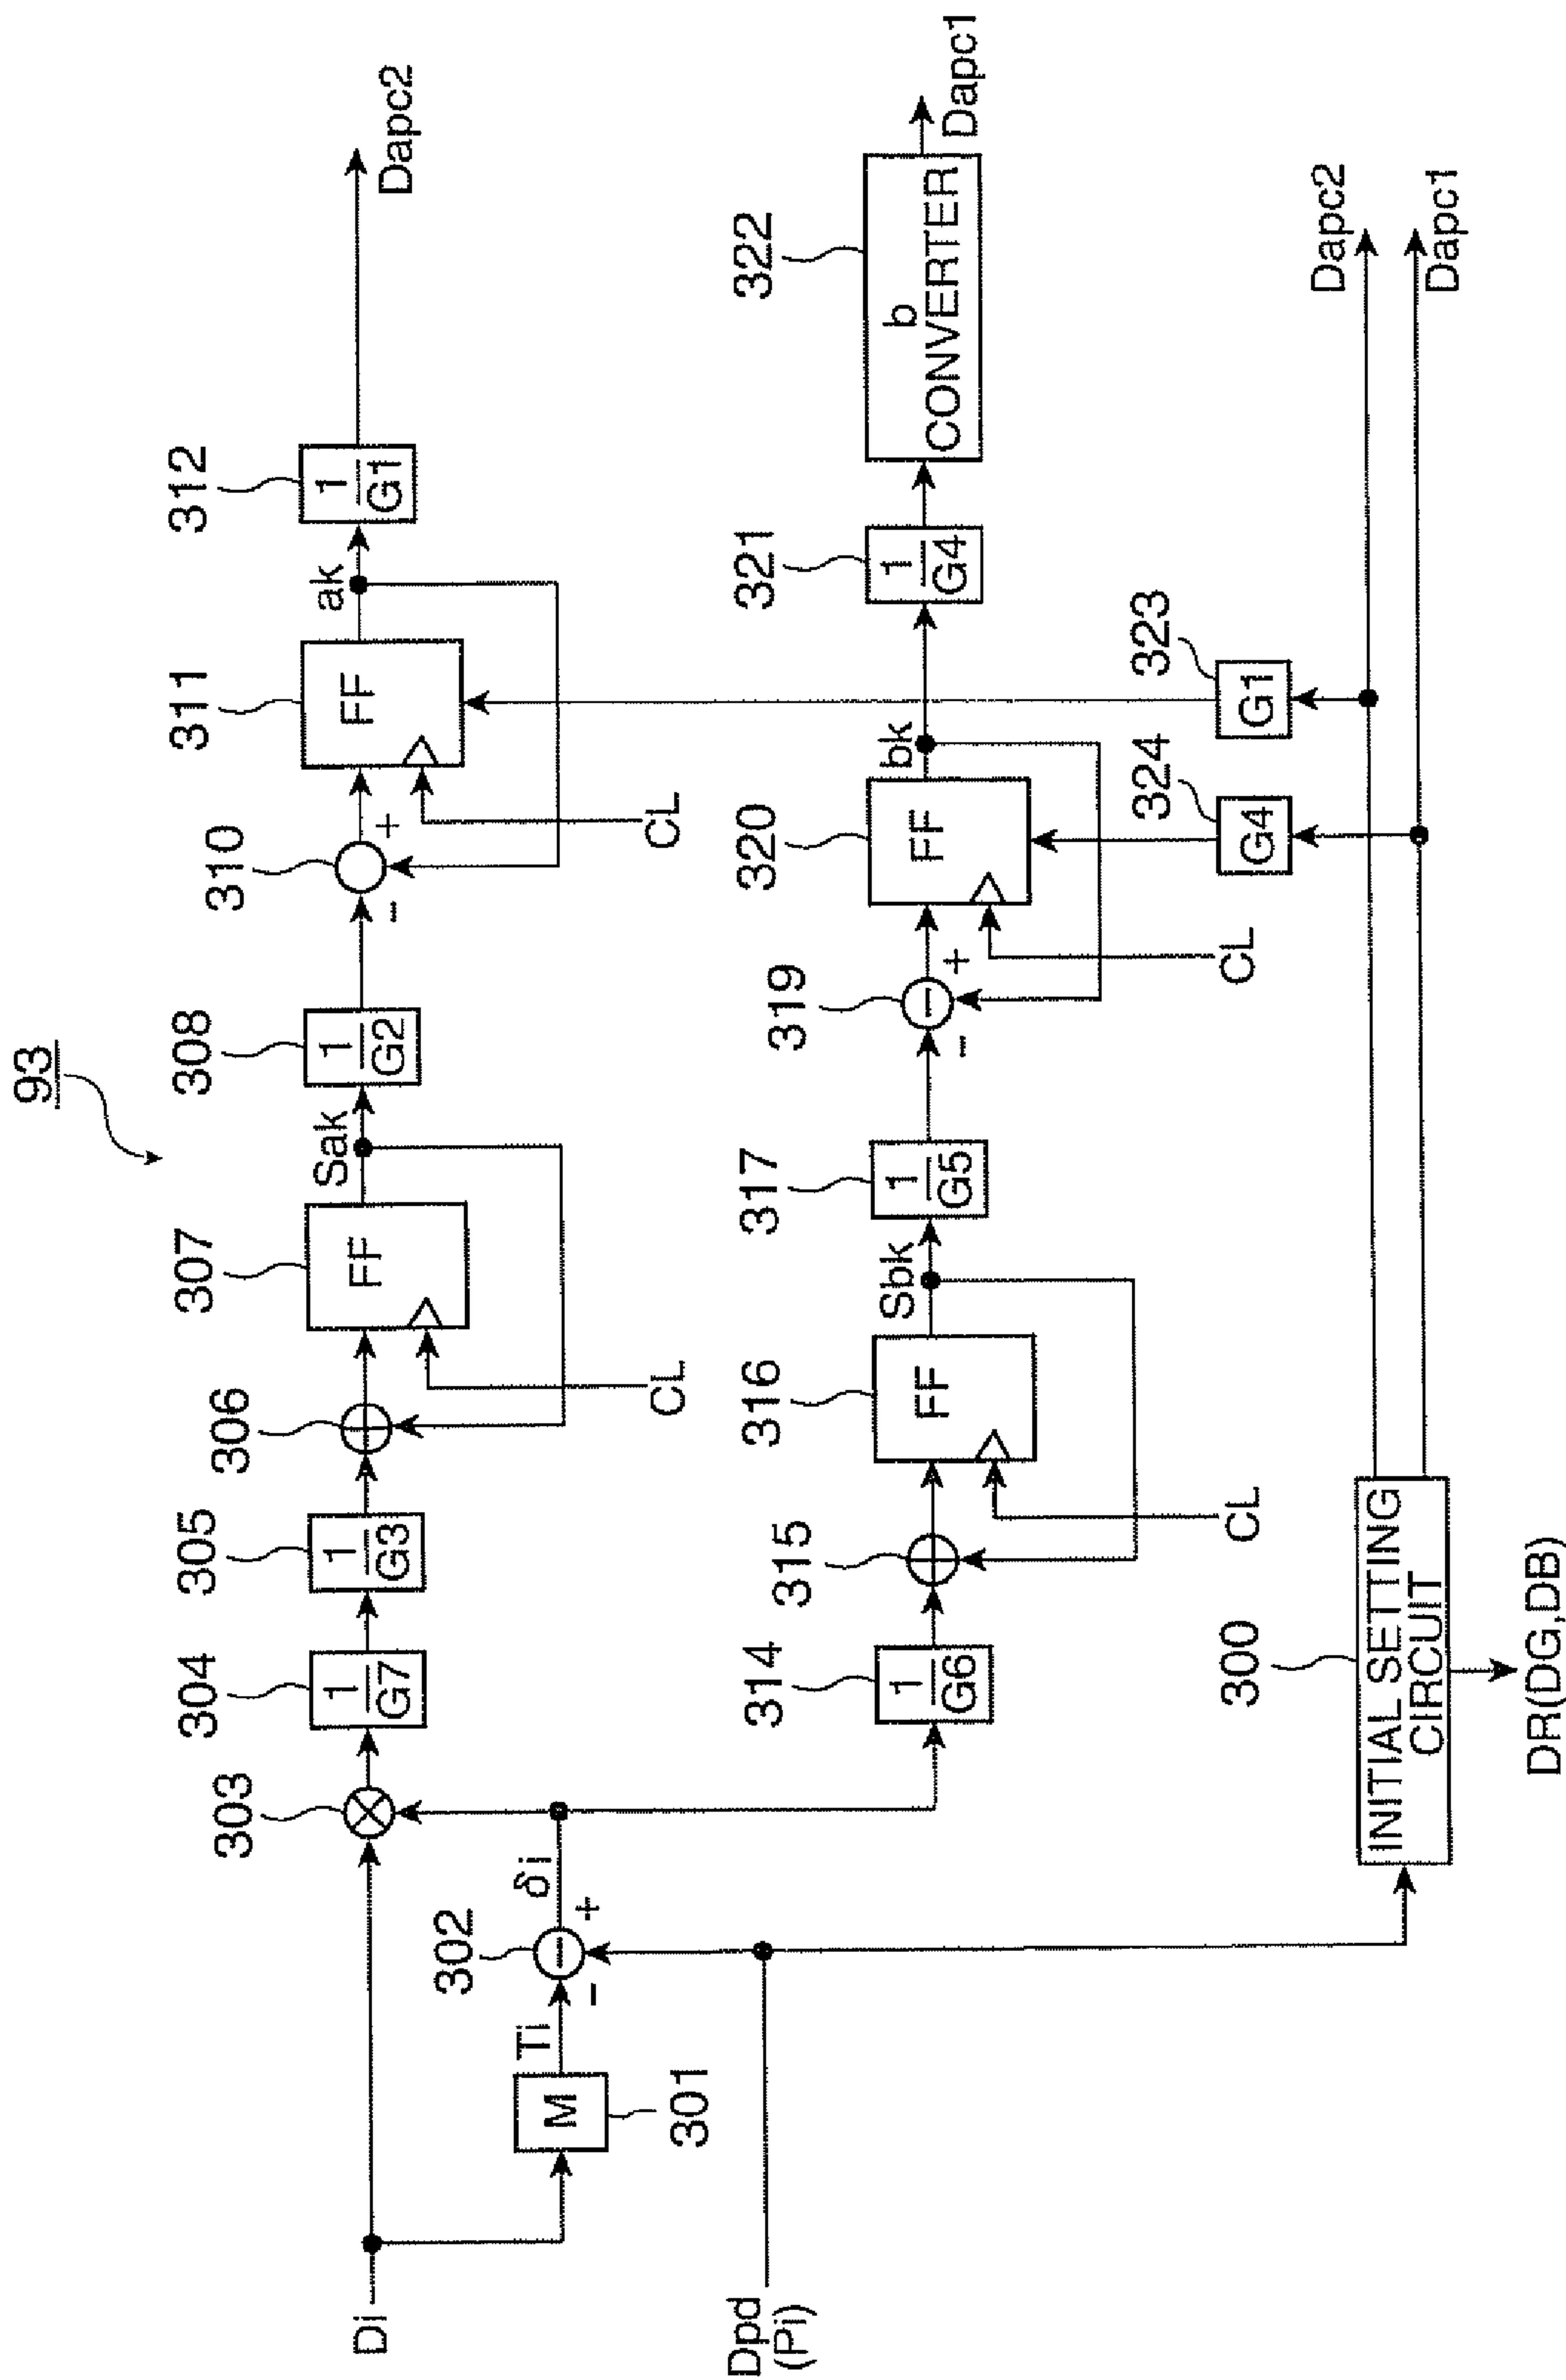 93
Di
M
301
Ti
302
-
+
δi
Dpd
(Pi)
303
304
1
G7
305
1
G3
306
307
FF
CL
Sak
308
1
G2
310
-
+
311
FF
CL
ak
312
1
G1
Dapc2
314
1
G6
315
316
FF
CL
Sbk
317
1
G5
319
-
+
320
FF
CL
bk
321
1
G4
322
b
CONVERTER
Dapc1
300
INITIAL SETTING
CIRCUIT
DR(DG,DB)
324
G4
323
G1
Dapc2
Dapc1